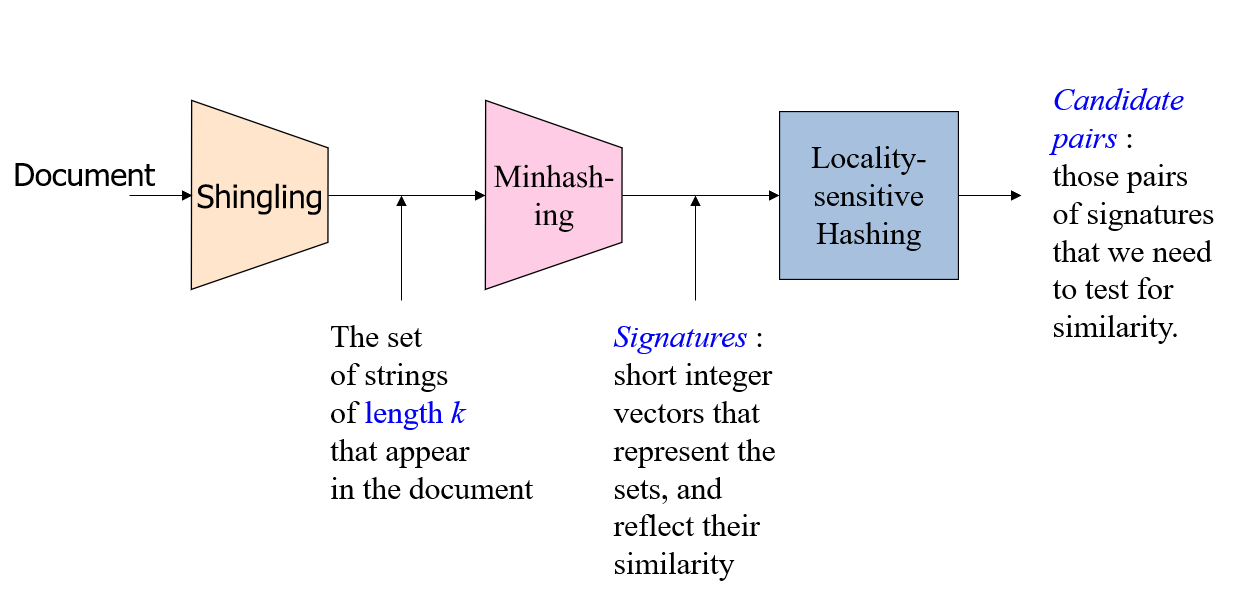 Document
Shingling
The set
of strings
of length k
that appear
in the document
Minhash-
ing
Signatures :
short integer
vectors that
represent the
sets, and
reflect their
similarity
Locality-
sensitive
Hashing
Candidate
pairs :
those pairs
of signatures
that we need
to test for
similarity.